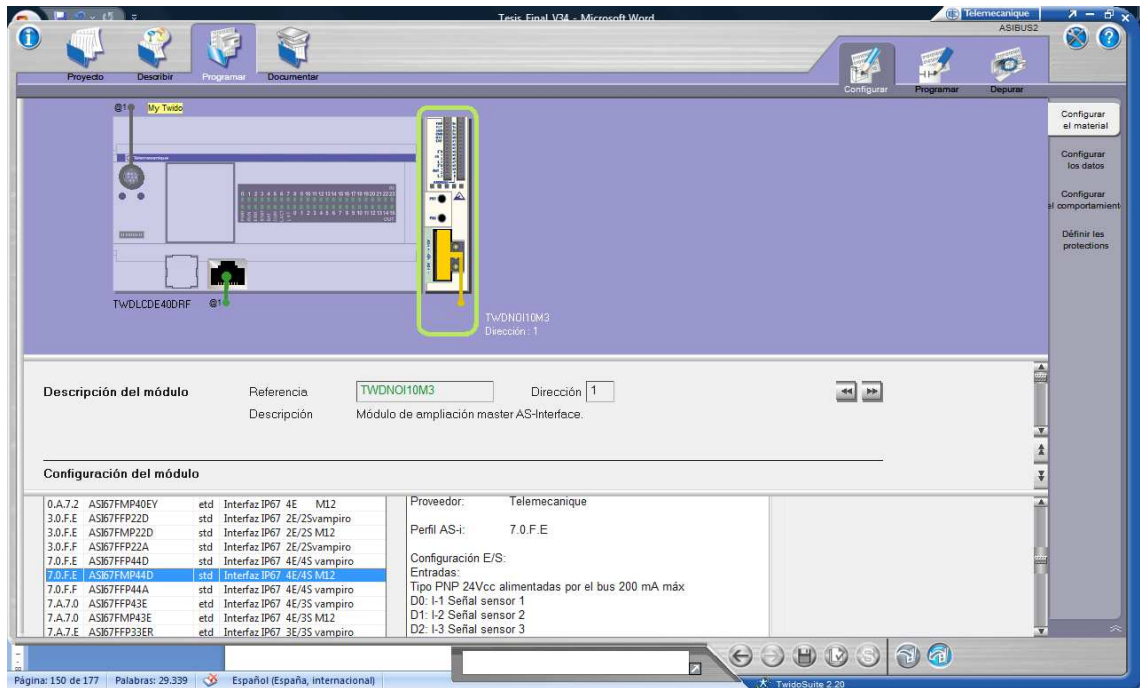 Tesis Final V34 - Microsoft Word
Telemecanique
ASIBUS2
Proyecto
Describir
Programar
Documentar
Configurar
Programar
Depurar
Configurar
el material
Configurar
los datos
Configurar
el comportamient
Définir les
protections
@1
My Twido
Telemecanique
TWDLCDE40DRF
@1
TWDNOI10M3
Dirección : 1
Descripción del módulo
Referencia
TWDNOI10M3
Dirección
1
Descripción
Módulo de ampliación master AS-Interface.
Configuración del módulo
0.A.7.2 ASI67FMP40EY etd Interfaz IP67 4E M12
3.0.F.E ASI67FFP22D std Interfaz IP67 2E/2Svampiro
3.0.F.E ASI67FMP22D std Interfaz IP67 2E/2S M12
3.0.F.F ASI67FFP22A std Interfaz IP67 2E/2Svampiro
7.0.F.E ASI67FFP44D std Interfaz IP67 4E/4S vampiro
7.0.F.E ASI67FMP44D std Interfaz IP67 4E/4S M12
7.0.F.F ASI67FFP44A std Interfaz IP67 4E/4S vampiro
7.A.7.0 ASI67FFP43E etd Interfaz IP67 4E/3S vampiro
7.A.7.0 ASI67FMP43E etd Interfaz IP67 4E/3S M12
7.A.7.E ASI67FFP33ER etd Interfaz IP67 3E/3S vampiro
Proveedor: Telemecanique
Perfil AS-i: 7.0.F.E
Configuración E/S:
Entradas:
Tipo PNP 24Vcc alimentadas por el bus 200 mA máx
D0: I-1 Señal sensor 1
D1: I-2 Señal sensor 2
D2: I-3 Señal sensor 3
Página: 150 de 177
Palabras: 29.339
Español (España, internacional)
TwidoSuite 2.20